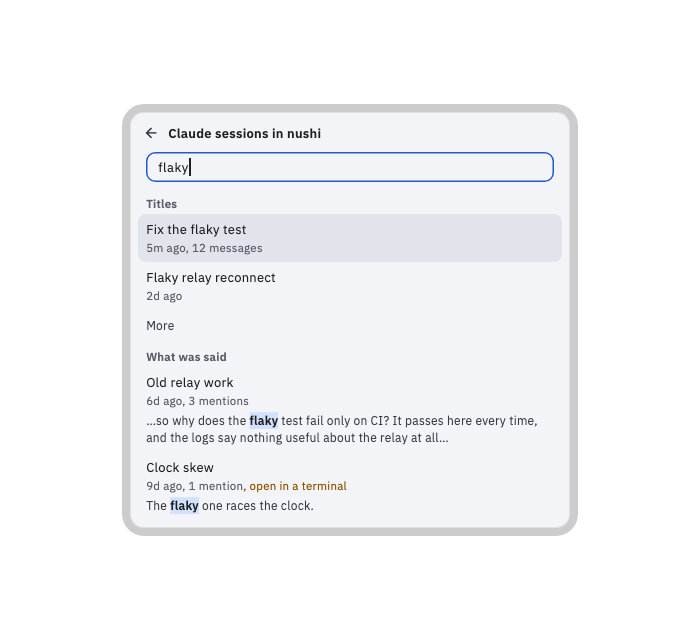 Claude sessions in nushi
flaky
Titles
Fix the flaky test
5m ago, 12 messages
Flaky relay reconnect
2d ago
More
What was said
Old relay work
6d ago, 3 mentions
…so why does the flaky test fail only on CI? It passes here every time,
and the logs say nothing useful about the relay at all…
Clock skew
9d ago, 1 mention, open in a terminal
The flaky one races the clock.